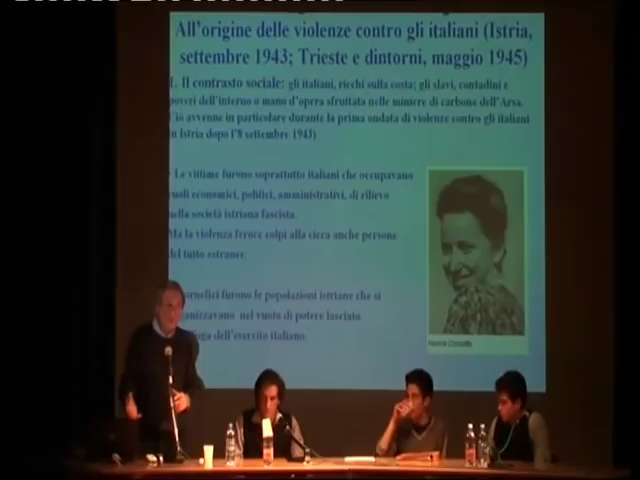 All'origine delle violenze contro gli italiani (Istria,
settembre 1943; Trieste e dintorni, maggio 1945)
1. Il contrasto sociale: gli italiani, ricchi sulla costa; gli slavi, contadini e
poveri dell'interno o mano d'opera sfruttata nelle miniere di carbone dell'Arsa.
Ciò avvenne in particolare durante la prima ondata di violenze contro gli italiani
in Istria dopo l'8 settembre 1943)
Le vittime furono soprattutto italiani che occupavano
ruoli economici, politici, amministrativi, di rilievo
nella società istriana fascista.
Ma la violenza feroce colpì alla cieca anche persone
del tutto estranee.
furono le popolazioni istriane che si
nel vuoto di potere lasciato
dell'esercito italiano.
Norma